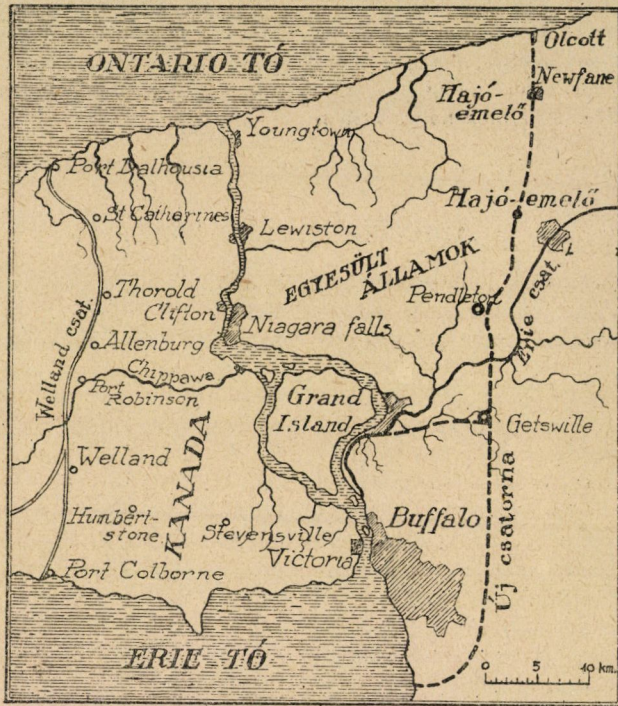 ONTARIO TÓ
Olcott
Newfane
Hajó-
emelő
Youngtown
Port Dalhousia
St Catherines
Lewiston
Hajó-emelő
EGYESÜLT
ÁLLAMOK
Thorold
Clifton
Niagara falls
Pendleton
Erie csat.
Welland csat.
Allenburg
Chippawa
Port
Robinson
Grand
Island
Getswille
KANADA
Welland
Humbert-
stone
Stevensville
Victoria
Buffalo
Új csatorna
Port Colborne
ERIE TÓ
0 5 10 km.